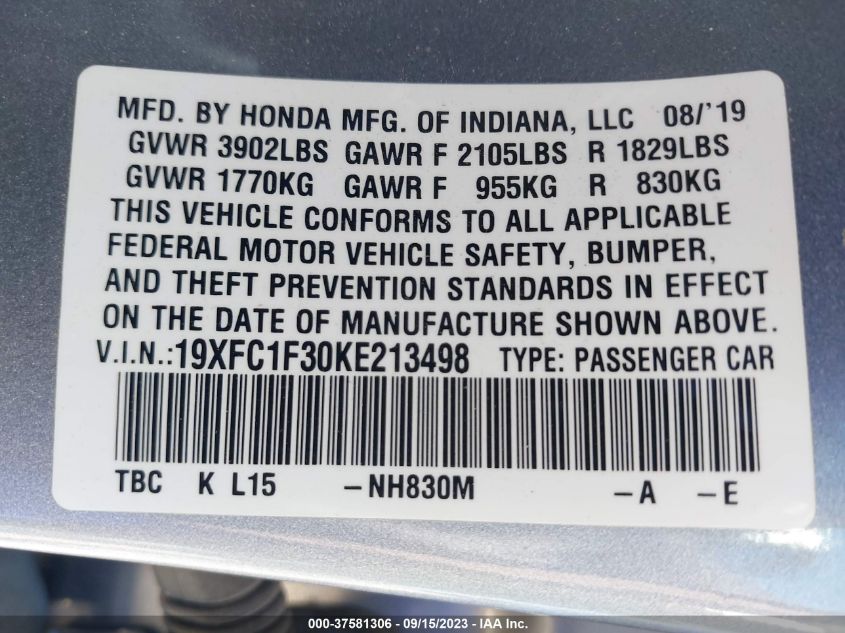 MFD. BY HONDA MFG. OF INDIANA, LLC 08/'19
GVWR 3902LBS GAWR F 2105LBS R 1829LBS
GVWR 1770KG GAWR F 955KG R 830KG
THIS VEHICLE CONFORMS TO ALL APPLICABLE
FEDERAL MOTOR VEHICLE SAFETY, BUMPER,
AND THEFT PREVENTION STANDARDS IN EFFECT
ON THE DATE OF MANUFACTURE SHOWN ABOVE.
V.I.N.:19XFC1F30KE213498 TYPE: PASSENGER CAR
TBC K L15 -NH830M -A -E
000-37581306 - 09/15/2023 - IAA Inc.